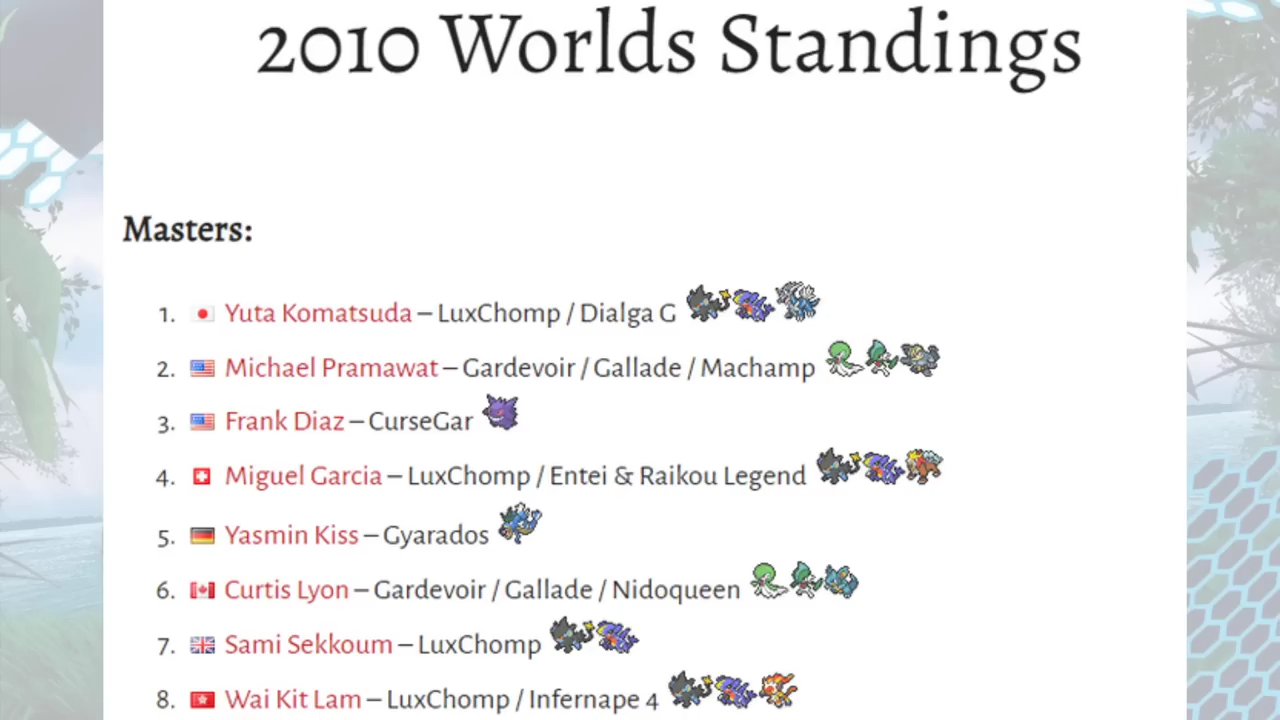 2010 Worlds Standings
Masters:
1. Yuta Komatsuda – LuxChomp / Dialga G
2. Michael Pramawat – Gardevoir / Gallade / Machamp
3. Frank Diaz – CurseGar
4. Miguel Garcia – LuxChomp / Entei & Raikou Legend
5. Yasmin Kiss – Gyarados
6. Curtis Lyon – Gardevoir / Gallade / Nidoqueen
7. Sami Sekkoum – LuxChomp
8. Wai Kit Lam – LuxChomp / Infernape 4